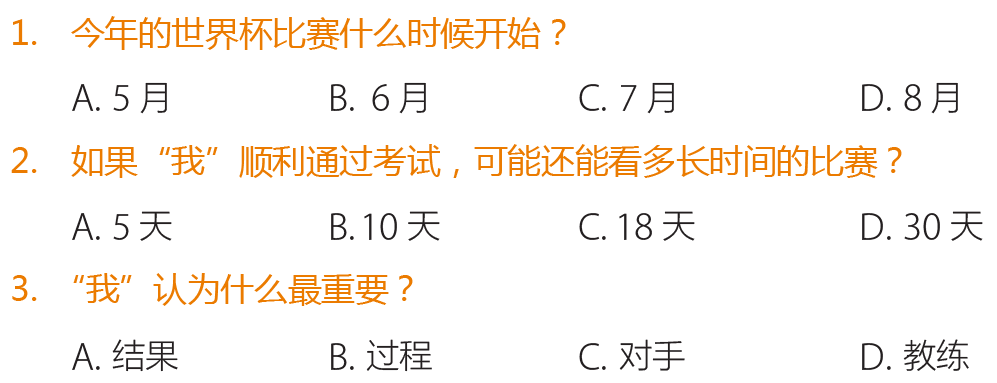 1. 今年的世界杯比赛什么时候开始？
A. 5 月 B. 6 月 C. 7 月 D. 8 月
2. 如果“我”顺利通过考试，可能还能看多长时间的比赛？
A. 5 天 B.10 天 C. 18 天 D. 30 天
3. “我”认为什么最重要？
A. 结果 B. 过程 C. 对手 D. 教练